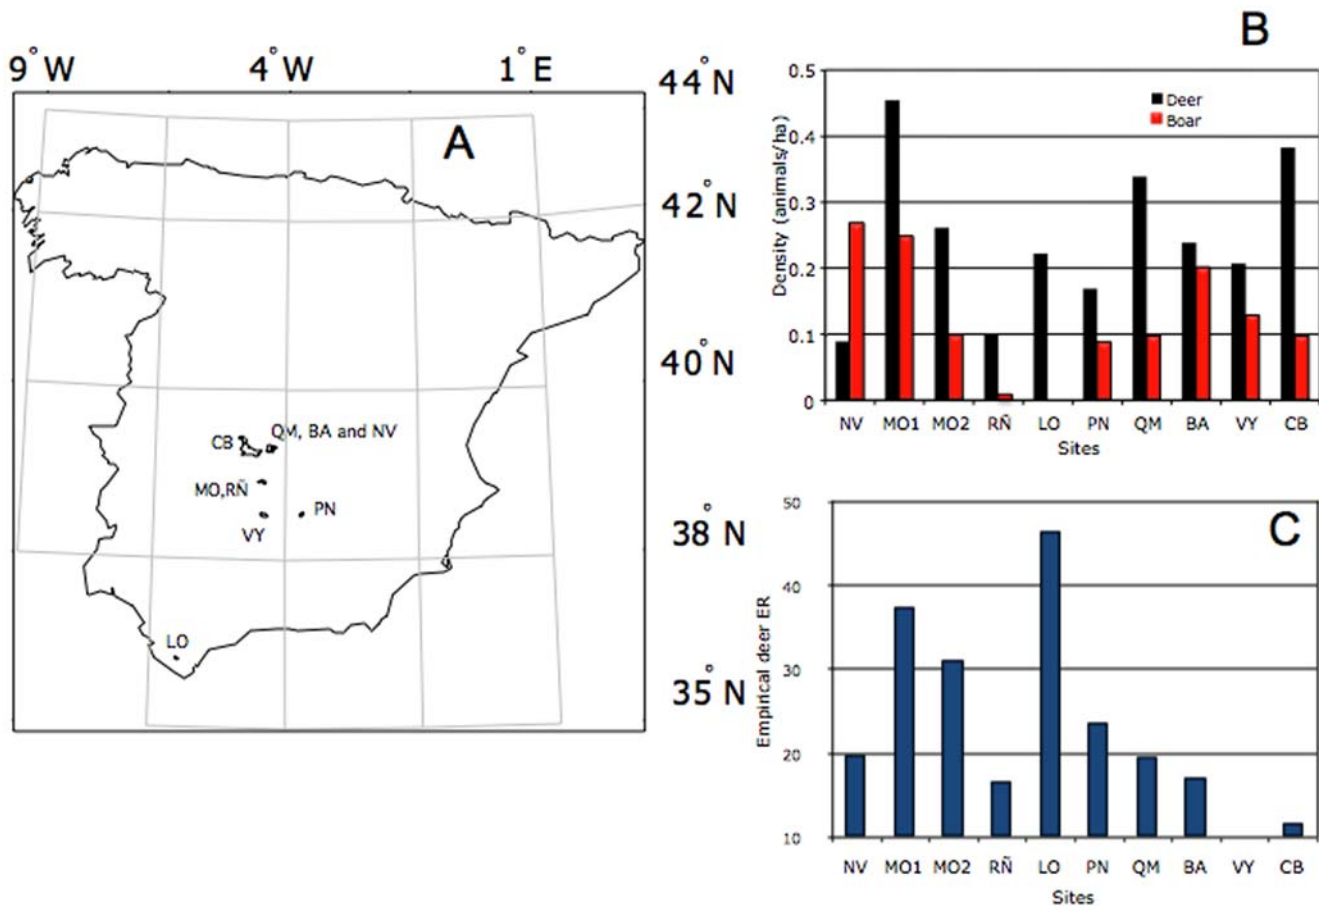 9°W 4°W 1°E
44°N
A
42°N
40°N
CB QM, BA and NV
MO,RÑ
PN
VY
38°N
LO
35°N
B
0.5
Deer
Boar
0.4
0.3
0.2
0.1
0
Density (animals/ha)
NV MO1 MO2 RÑ LO PN QM BA VY CB
Sites
C
50
40
30
20
10
Empirical deer ER
NV MO1 MO2 RÑ LO PN QM BA VY CB
Sites